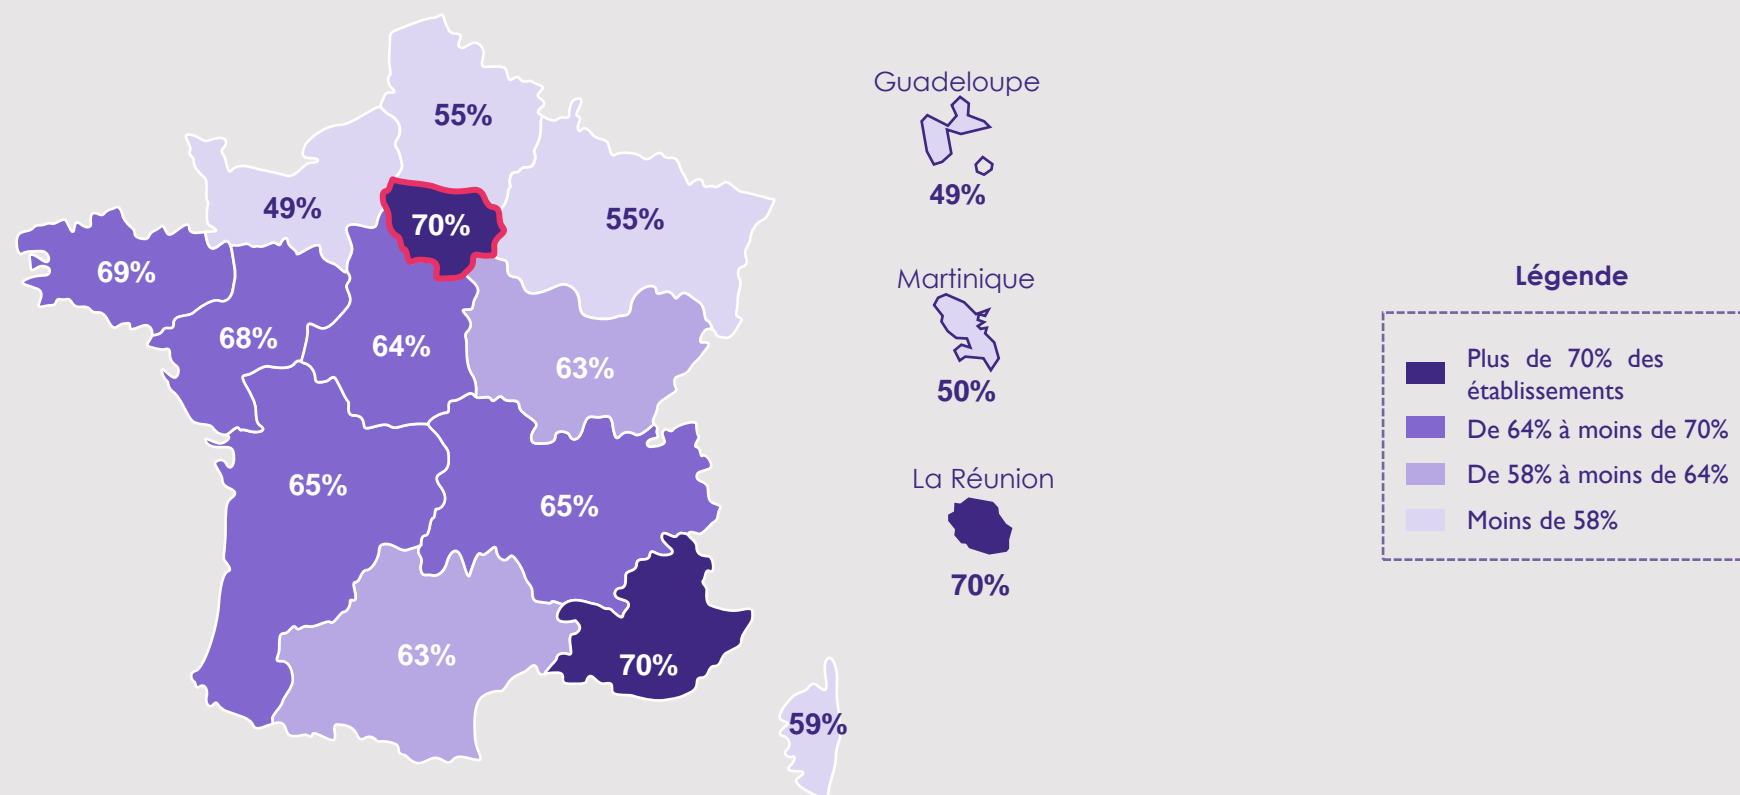 55%
49%
70%
55%
69%
68%
64%
63%
65%
65%
63%
70%
59%
Guadeloupe
49%
Martinique
50%
La Réunion
70%
Légende
Plus de 70% des
établissements
De 64% à moins de 70%
De 58% à moins de 64%
Moins de 58%